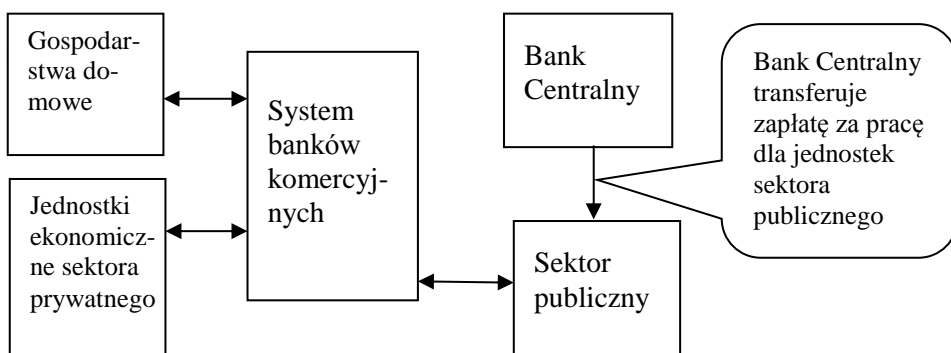 Gospodar-
stwa do-
mowe
Jednostki
ekonomicz-
ne sektora
prywatnego
System
banków
komercyj-
nych
Bank
Centralny
Sektor
publiczny
Bank Centralny
transferuje
zapłatę za pracę
dla jednostek
sektora
publicznego